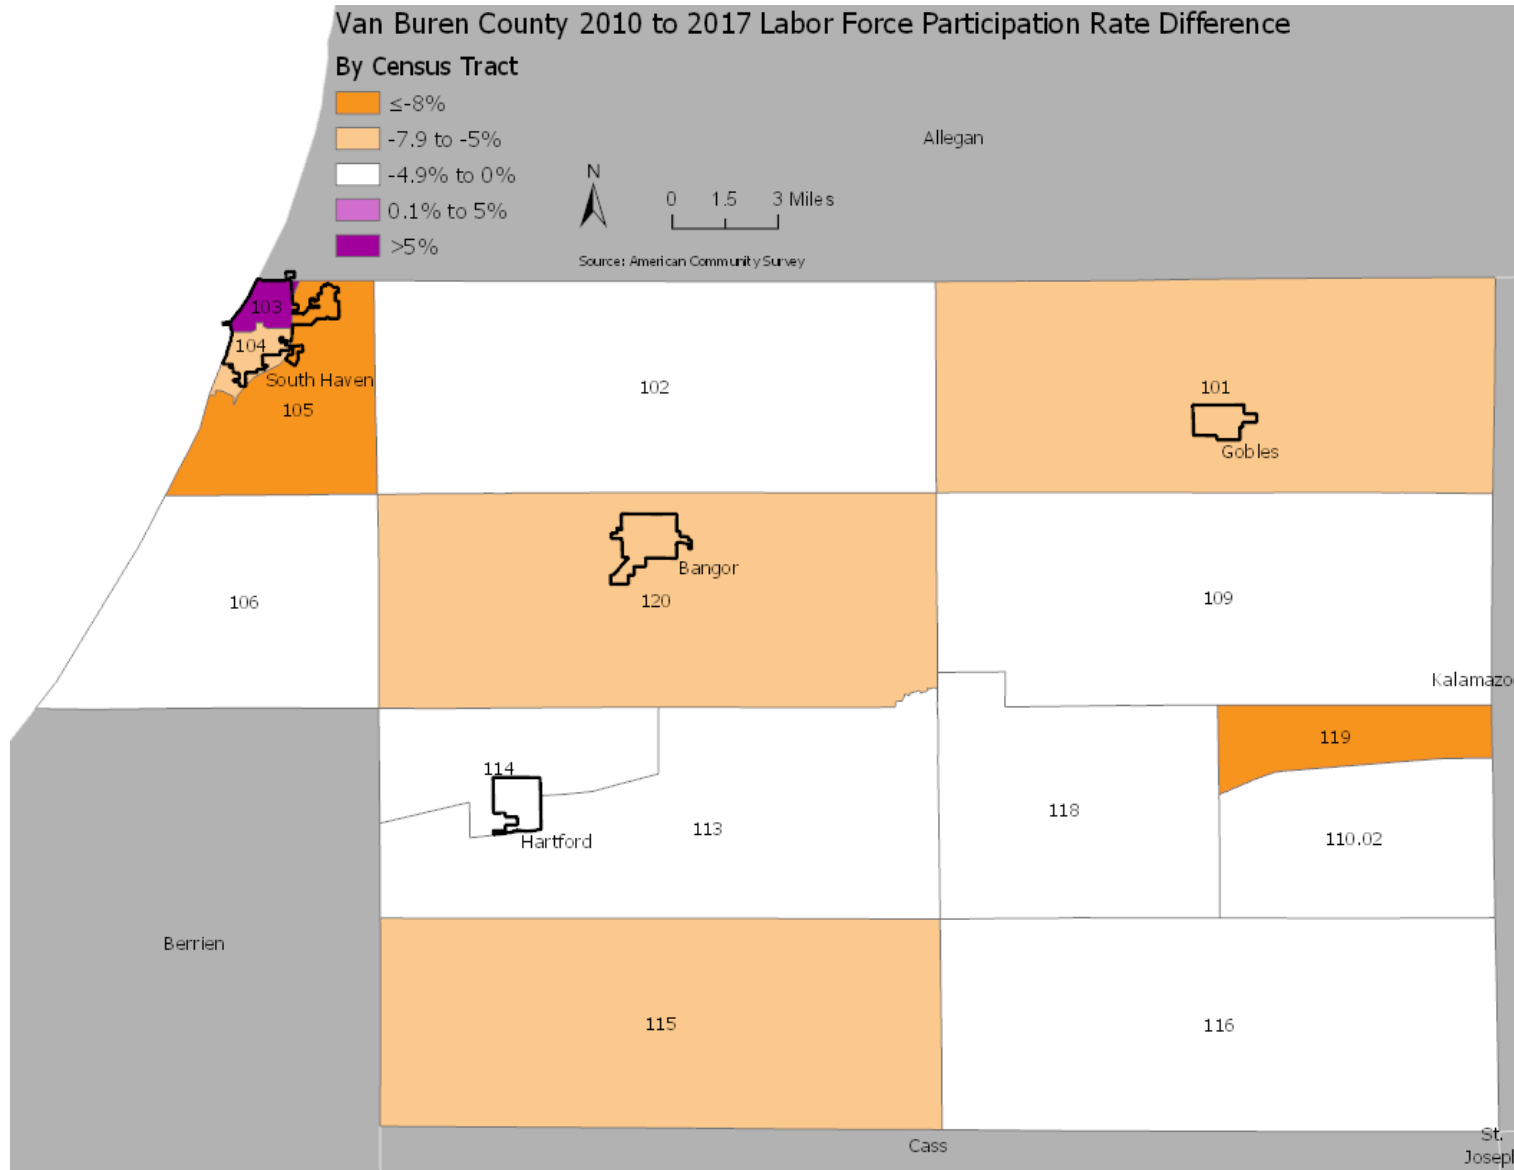 Van Buren County 2010 to 2017 Labor Force Participation Rate Difference
By Census Tract
≤-8%
-7.9 to -5%
-4.9% to 0%
0.1% to 5%
>5%
N
0 1.5 3 Miles
Source: American Community Survey
Allegan
103
104
South Haven
105
102
101
Gobles
Bangor
120
106
109
Kalamazo
119
114
Hartford
113
118
110.02
Berrien
115
116
Cass
St.
Joseph